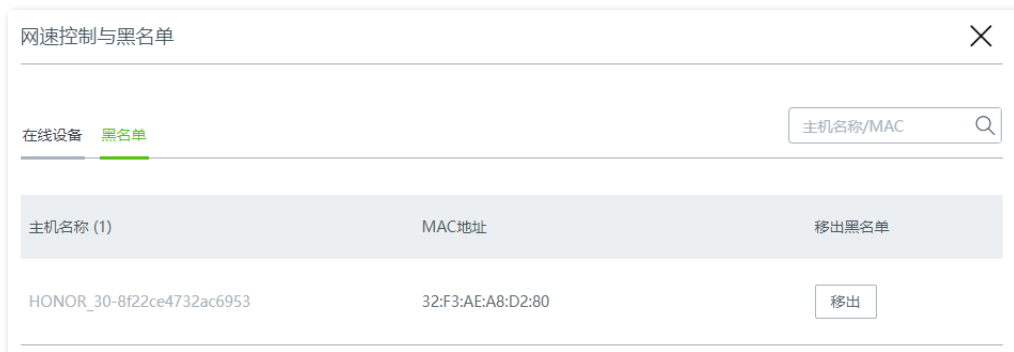 网速控制与黑名单
在线设备 黑名单 主机名称/MAC
主机名称 (1) MAC地址 移出黑名单
HONOR_30-8f22ce4732ac6953 32:F3:AE:A8:D2:80 移出